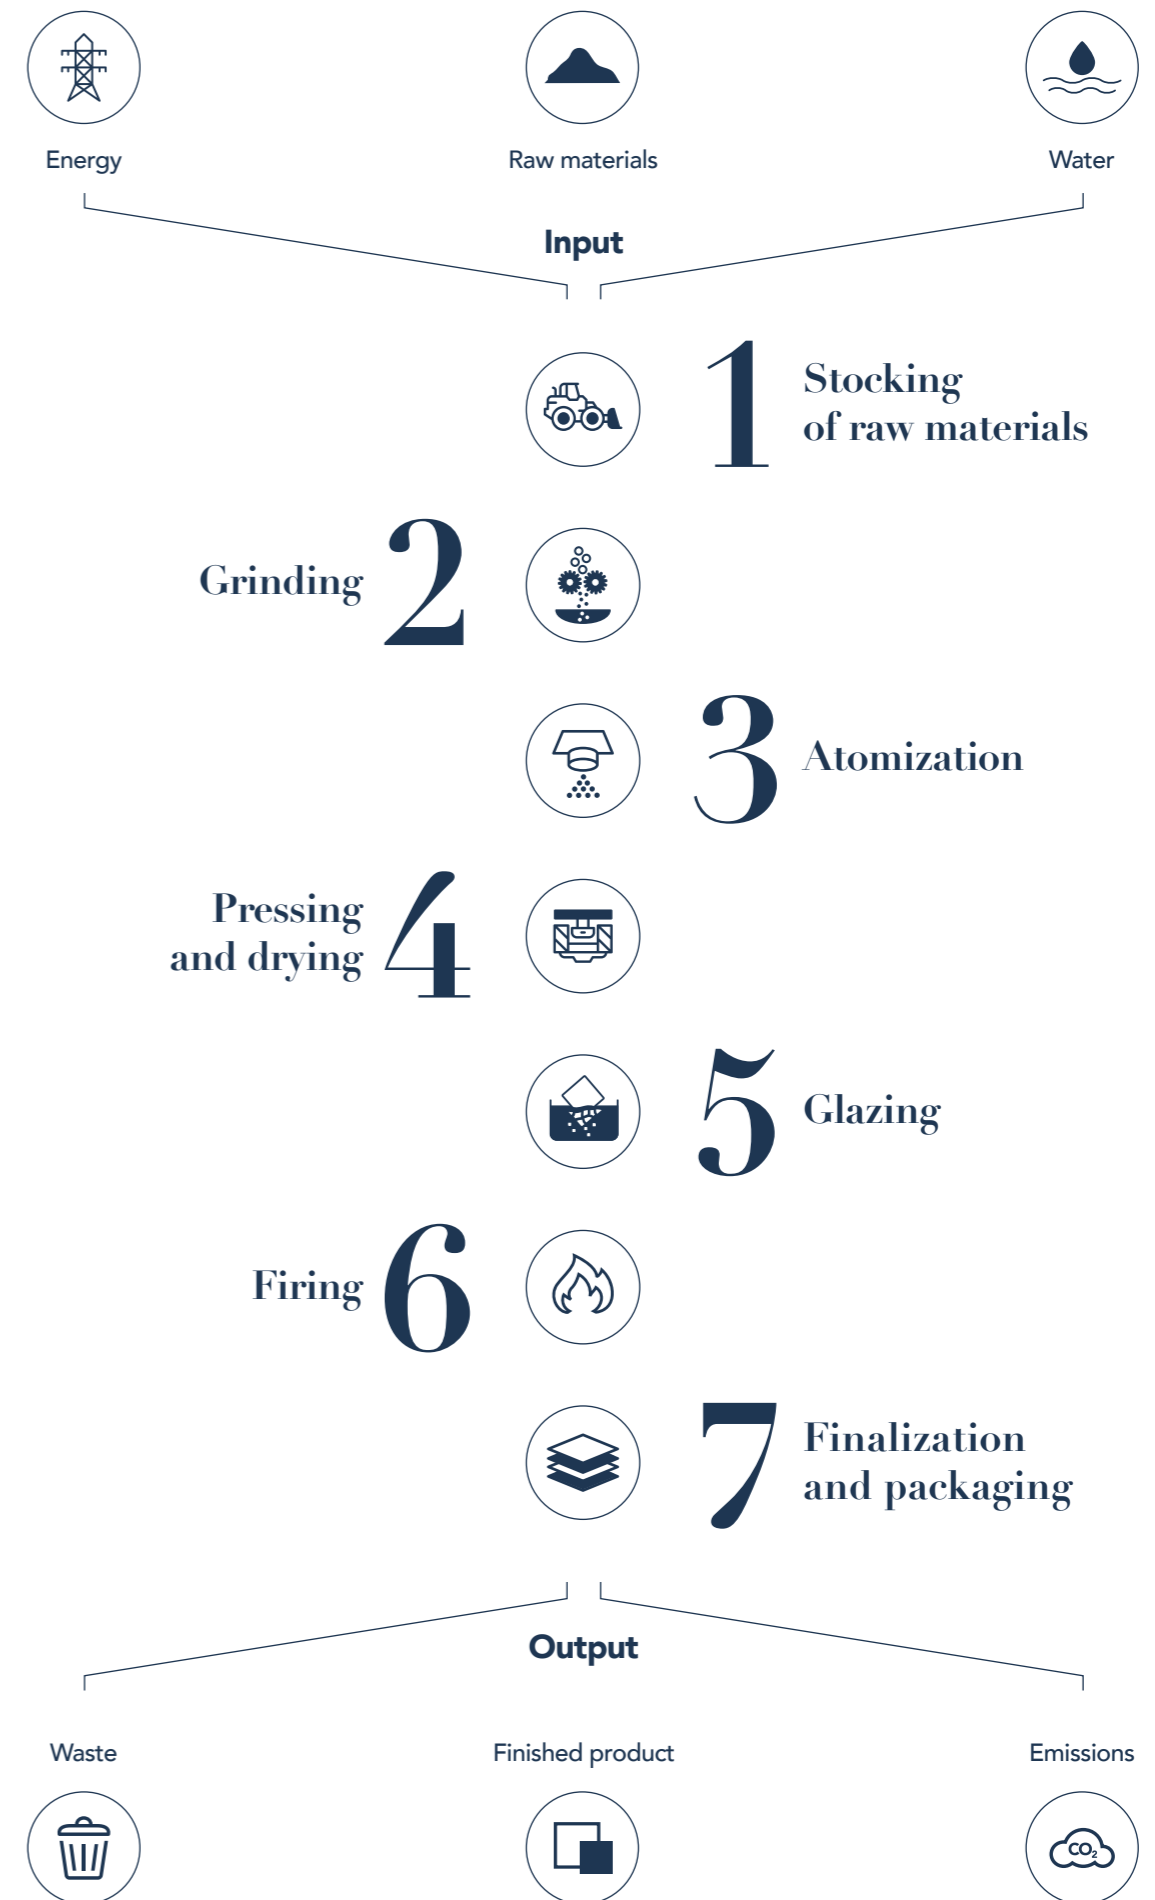 Energy
Raw materials
Water
Input
1
Stocking
of raw materials
2
Grinding
3
Atomization
4
Pressing
and drying
5
Glazing
6
Firing
7
Finalization
and packaging
Output
Waste
Finished product
Emissions
CO₂